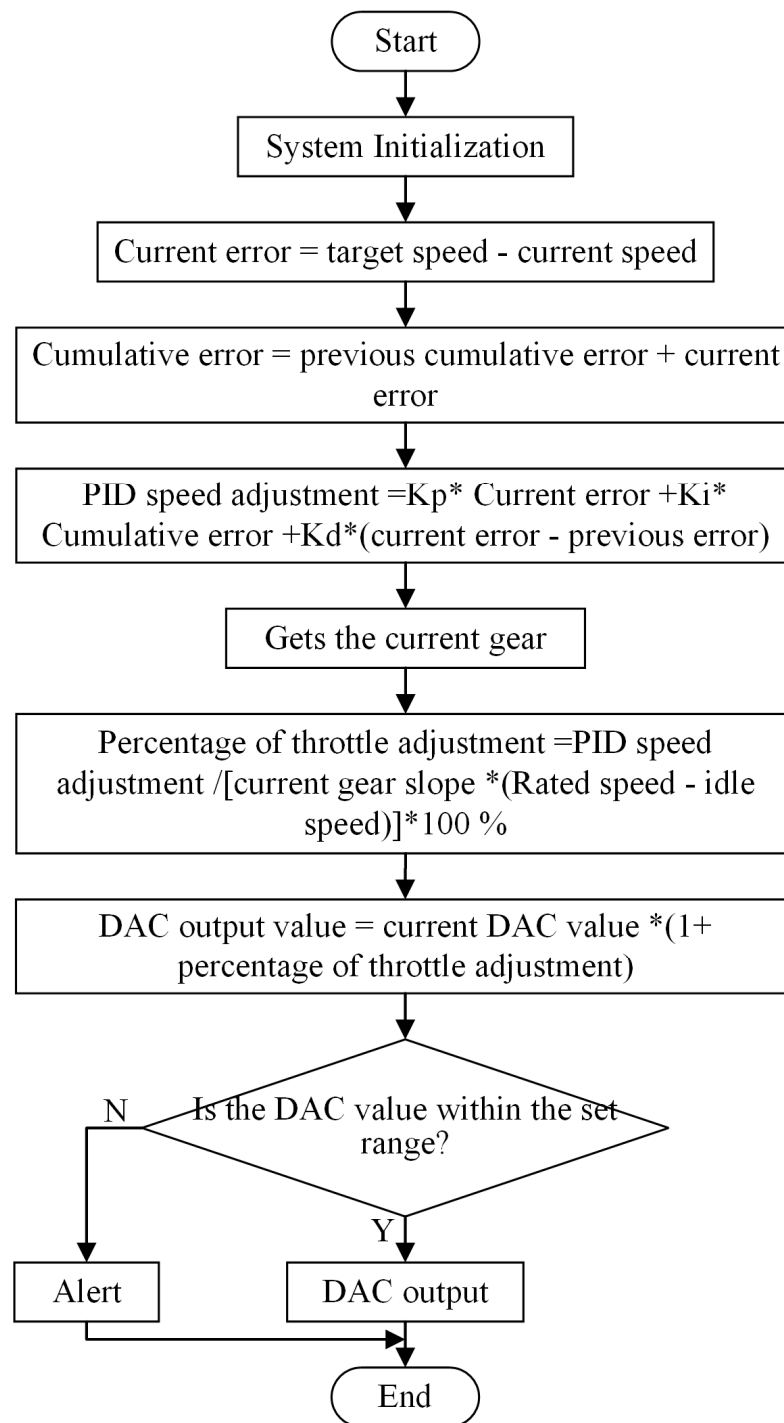 Start
System Initialization
Current error = target speed - current speed
Cumulative error = previous cumulative error + current
error
PID speed adjustment =Kp* Current error +Ki*
Cumulative error +Kd*(current error - previous error)
Gets the current gear
Percentage of throttle adjustment =PID speed
adjustment /[current gear slope *(Rated speed - idle
speed)]*100 %
DAC output value = current DAC value *(1+
percentage of throttle adjustment)
Is the DAC value within the set
range?
N
Y
Alert
DAC output
End